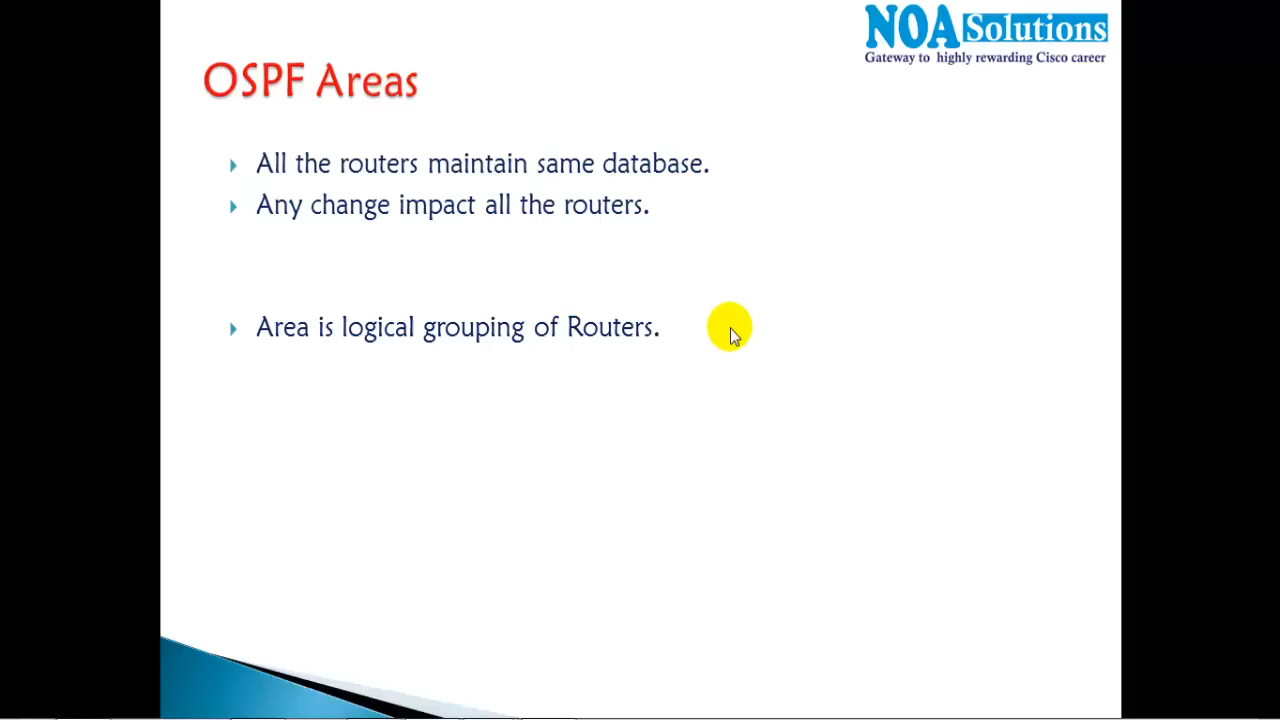 NOA Solutions
Gateway to highly rewarding Cisco career
OSPF Areas
All the routers maintain same database.
Any change impact all the routers.
Area is logical grouping of Routers.